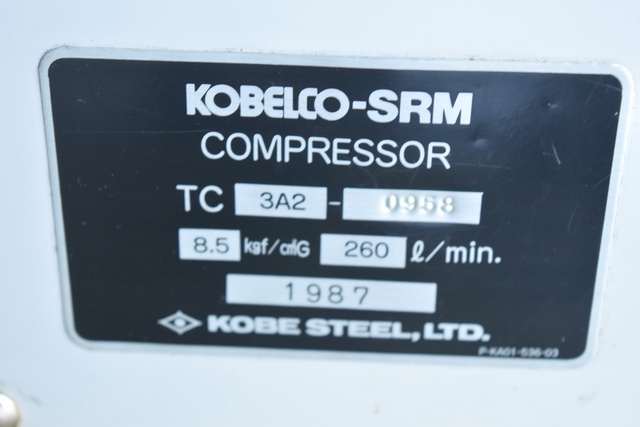 KOBELCO-SRM
COMPRESSOR
TC 3A2 - 0958
8.5 kgf/c㎡G 260 ℓ/min.
1987
KOBE STEEL, LTD.
P-KA01-536-03